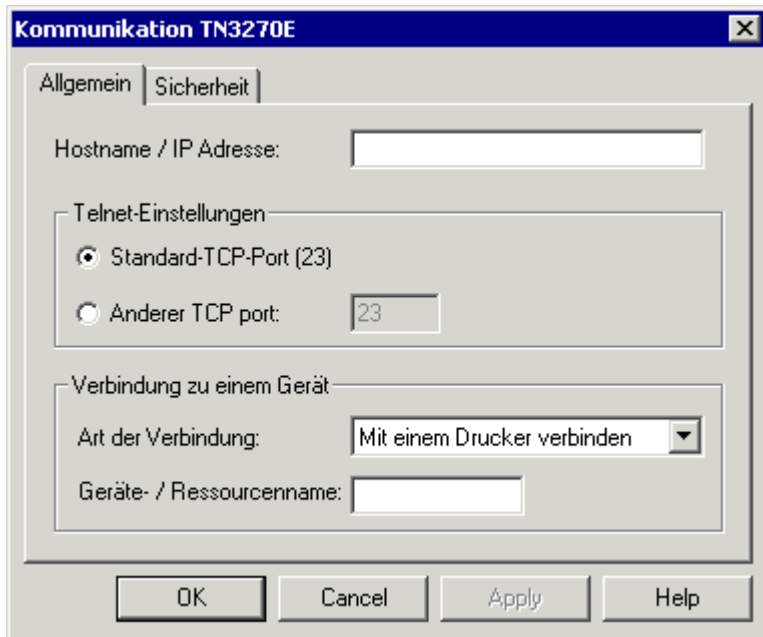 Kommunikation TN3270E
Allgemein
Sicherheit
Hostname / IP Adresse:
Telnet-Einstellungen
Standard-TCP-Port (23)
Anderer TCP port: 23
Verbindung zu einem Gerät
Art der Verbindung: Mit einem Drucker verbinden
Geräte- / Ressourcenname:
OK Cancel Apply Help